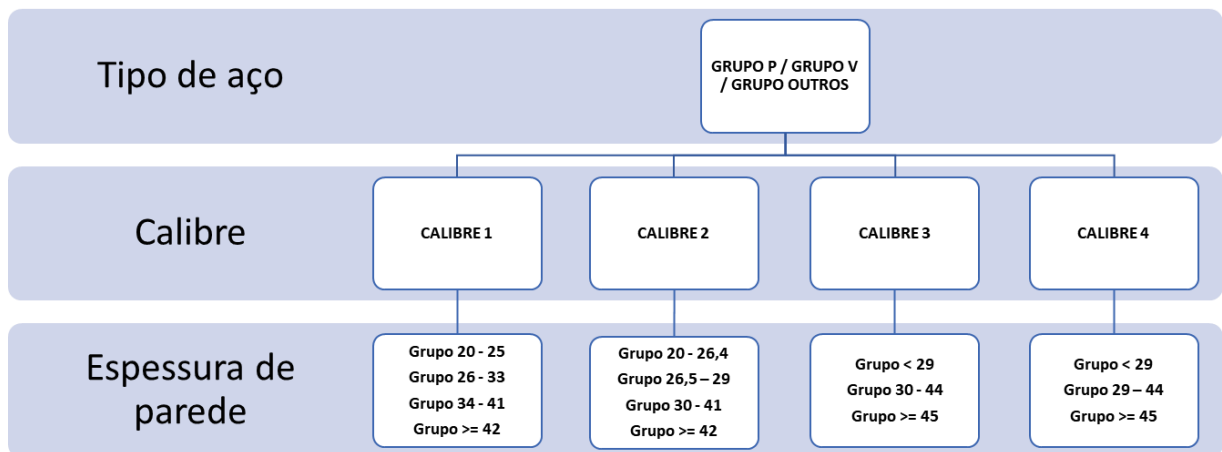 Tipo de aço
GRUPO P / GRUPO V
/ GRUPO OUTROS
Calibre
CALIBRE 1
CALIBRE 2
CALIBRE 3
CALIBRE 4
Espessura de
parede
Grupo 20 - 25
Grupo 26 - 33
Grupo 34 - 41
Grupo >= 42
Grupo 20 - 26,4
Grupo 26,5 – 29
Grupo 30 - 41
Grupo >= 42
Grupo < 29
Grupo 30 - 44
Grupo >= 45
Grupo < 29
Grupo 29 – 44
Grupo >= 45